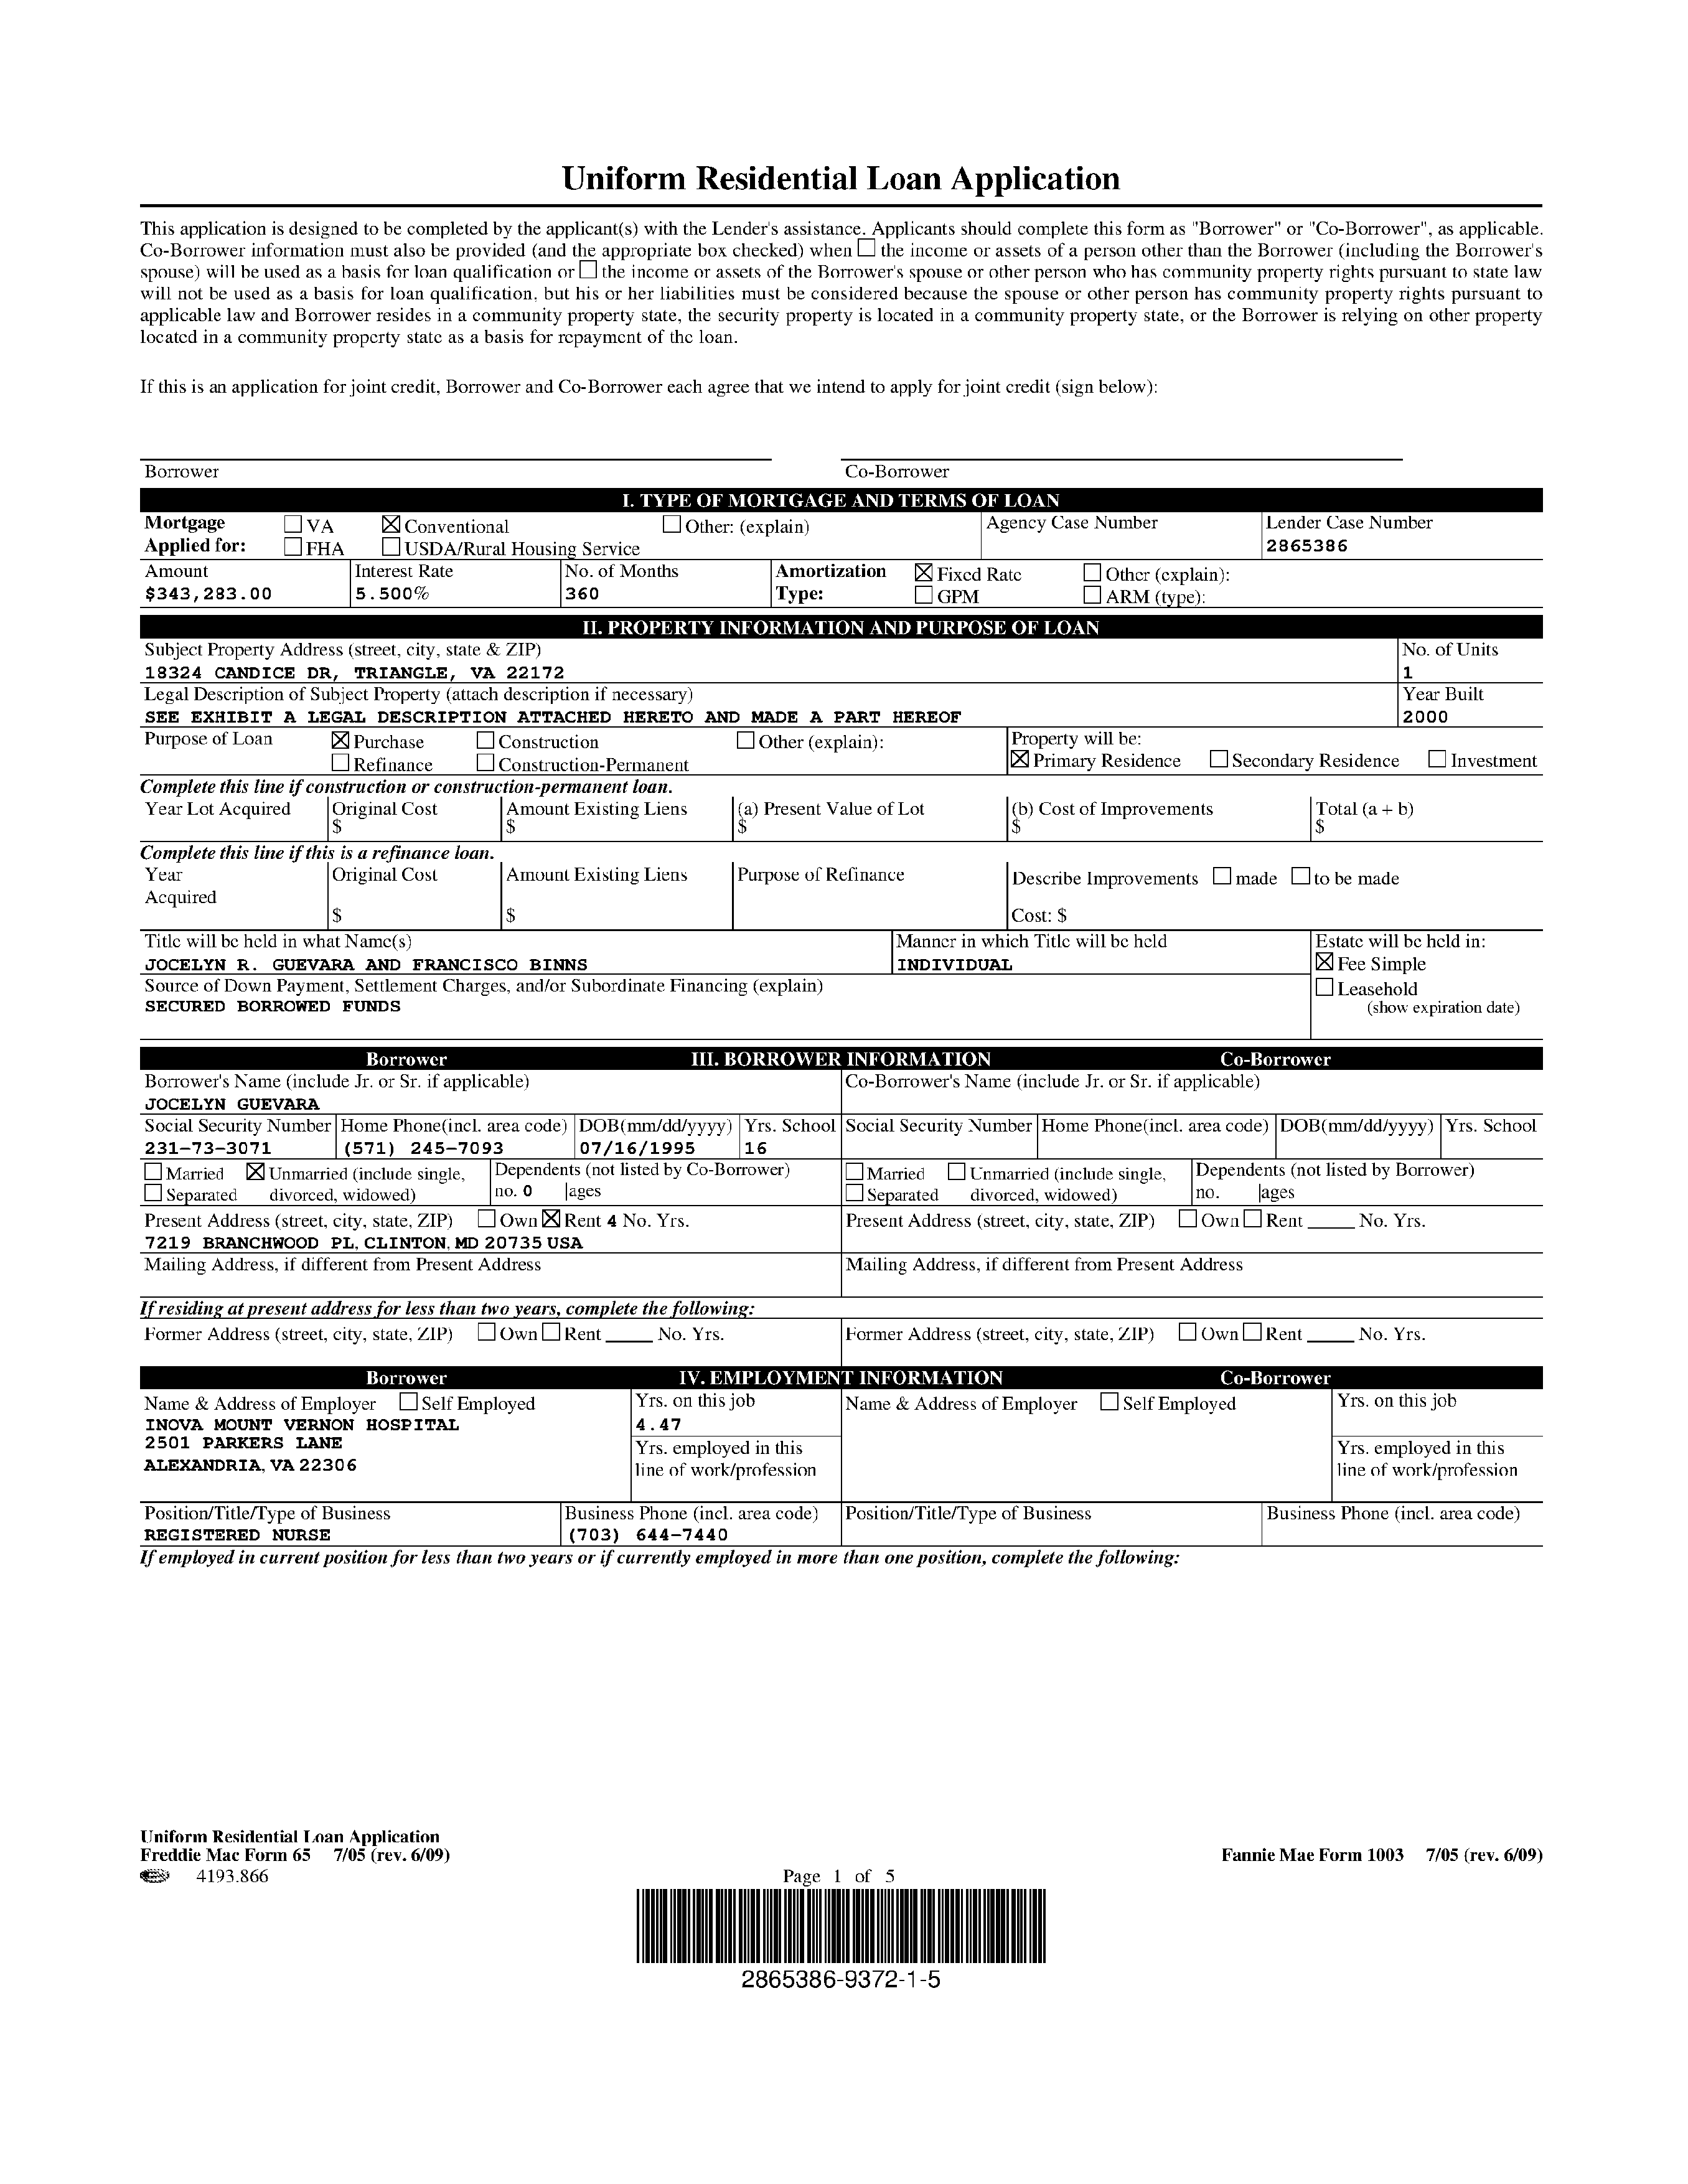 Uniform Residential Loan Application
This application is designed to be completed by the applicant(s) with the Lender's assistance. Applicants should complete this form as "Borrower" or "Co-Borrower", as applicable.
Co-Borrower information must also be provided (and the appropriate box checked) when ☐ the income or assets of a person other than the Borrower (including the Borrower's
spouse) will be used as a basis for loan qualification or ☐ the income or assets of the Borrower's spouse or other person who has community property rights pursuant to state law
will not be used as a basis for loan qualification, but his or her liabilities must be considered because the spouse or other person has community property rights pursuant to
applicable law and Borrower resides in a community property state, the security property is located in a community property state, or the Borrower is relying on other property
located in a community property state as a basis for repayment of the loan.
If this is an application for joint credit, Borrower and Co-Borrower each agree that we intend to apply for joint credit (sign below):
Borrower Co-Borrower
I. TYPE OF MORTGAGE AND TERMS OF LOAN
Mortgage ☐ VA ☒ Conventional ☐ Other: (explain) Agency Case Number Lender Case Number
Applied for: ☐ FHA ☐ USDA/Rural Housing Service 2865386
Amount Interest Rate No. of Months Amortization ☒ Fixed Rate ☐ Other (explain):
$343,283.00 5.500% 360 Type: ☐ GPM ☐ ARM (type):
II. PROPERTY INFORMATION AND PURPOSE OF LOAN
Subject Property Address (street, city, state & ZIP) No. of Units
18324 CANDICE DR, TRIANGLE, VA 22172 1
Legal Description of Subject Property (attach description if necessary) Year Built
SEE EXHIBIT A LEGAL DESCRIPTION ATTACHED HERETO AND MADE A PART HEREOF 2000
Purpose of Loan ☒ Purchase ☐ Construction ☐ Other (explain): Property will be:
☐ Refinance ☐ Construction-Permanent ☒ Primary Residence ☐ Secondary Residence ☐ Investment
Complete this line if construction or construction-permanent loan.
Year Lot Acquired Original Cost Amount Existing Liens (a) Present Value of Lot (b) Cost of Improvements Total (a + b)
$ $ $ $ $
Complete this line if this is a refinance loan.
Year Original Cost Amount Existing Liens Purpose of Refinance Describe Improvements ☐ made ☐ to be made
Acquired
$ $ Cost: $
Title will be held in what Name(s) Manner in which Title will be held Estate will be held in:
JOCELYN R. GUEVARA AND FRANCISCO BINNS INDIVIDUAL ☒ Fee Simple
Source of Down Payment, Settlement Charges, and/or Subordinate Financing (explain) ☐ Leasehold
SECURED BORROWED FUNDS (show expiration date)
Borrower III. BORROWER INFORMATION Co-Borrower
Borrower's Name (include Jr. or Sr. if applicable) Co-Borrower's Name (include Jr. or Sr. if applicable)
JOCELYN GUEVARA
Social Security Number Home Phone(incl. area code) DOB(mm/dd/yyyy) Yrs. School Social Security Number Home Phone(incl. area code) DOB(mm/dd/yyyy) Yrs. School
231-73-3071 (571) 245-7093 07/16/1995 16
☐ Married ☒ Unmarried (include single, Dependents (not listed by Co-Borrower) ☐ Married ☐ Unmarried (include single, Dependents (not listed by Borrower)
☐ Separated divorced, widowed) no. 0 ages ☐ Separated divorced, widowed) no. ages
Present Address (street, city, state, ZIP) ☐ Own ☒ Rent 4 No. Yrs. Present Address (street, city, state, ZIP) ☐ Own ☐ Rent ____ No. Yrs.
7219 BRANCHWOOD PL, CLINTON, MD 20735 USA
Mailing Address, if different from Present Address Mailing Address, if different from Present Address
If residing at present address for less than two years, complete the following:
Former Address (street, city, state, ZIP) ☐ Own ☐ Rent ____ No. Yrs. Former Address (street, city, state, ZIP) ☐ Own ☐ Rent ____ No. Yrs.
Borrower IV. EMPLOYMENT INFORMATION Co-Borrower
Name & Address of Employer ☐ Self Employed Yrs. on this job Name & Address of Employer ☐ Self Employed Yrs. on this job
INOVA MOUNT VERNON HOSPITAL 4.47
2501 PARKERS LANE Yrs. employed in this Yrs. employed in this
ALEXANDRIA, VA 22306 line of work/profession line of work/profession
Position/Title/Type of Business Business Phone (incl. area code) Position/Title/Type of Business Business Phone (incl. area code)
REGISTERED NURSE (703) 644-7440
If employed in current position for less than two years or if currently employed in more than one position, complete the following:
Uniform Residential Loan Application
Freddie Mac Form 65 7/05 (rev. 6/09) Fannie Mae Form 1003 7/05 (rev. 6/09)
4193.866 Page 1 of 5
2865386-9372-1-5